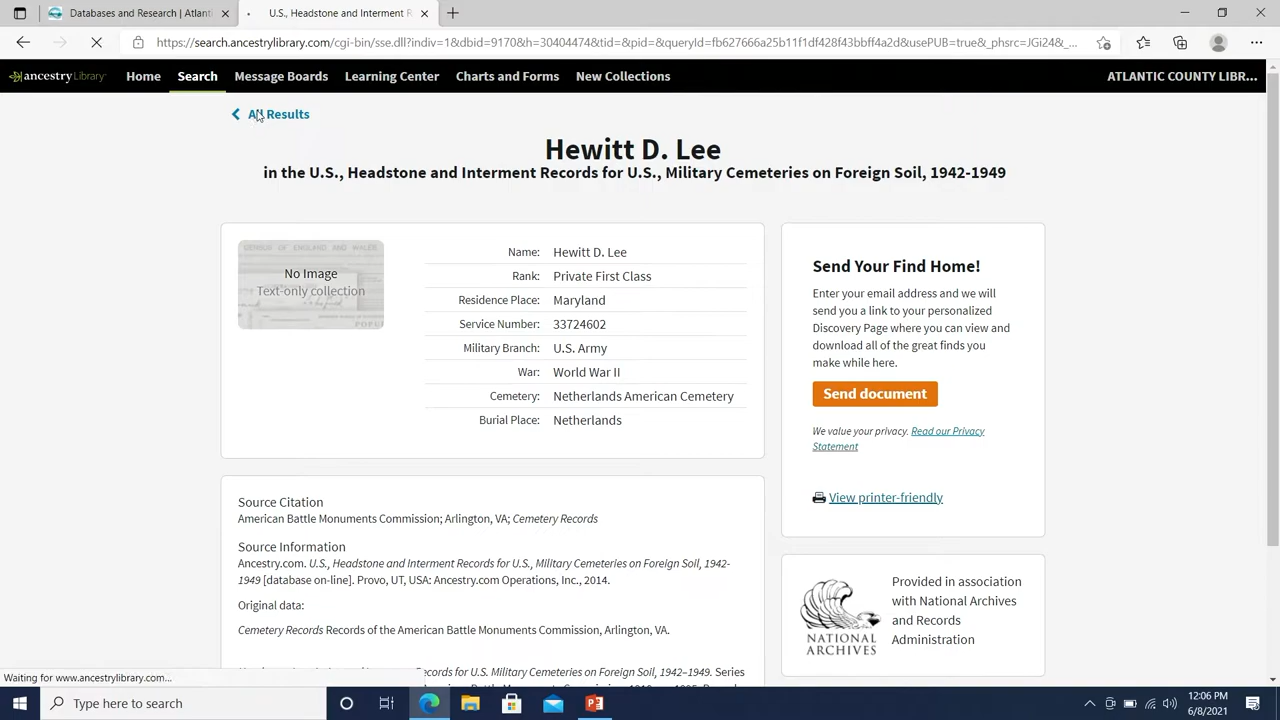 Databases and Research | Atlanti
U.S., Headstone and Interment R
https://search.ancestrylibrary.com/cgi-bin/sse.dll?indiv=1&dbid=9170&h=30404474&tid=&pid=&queryId=fb627666a25b11f1df428f43bbff4a2d&usePUB=true&_phsrc=JGi24&_...
ancestry Library
Home
Search
Message Boards
Learning Center
Charts and Forms
New Collections
ATLANTIC COUNTY LIBR...
All Results
Hewitt D. Lee
in the U.S., Headstone and Interment Records for U.S., Military Cemeteries on Foreign Soil, 1942-1949
No Image
Text-only collection
Name: Hewitt D. Lee
Rank: Private First Class
Residence Place: Maryland
Service Number: 33724602
Military Branch: U.S. Army
War: World War II
Cemetery: Netherlands American Cemetery
Burial Place: Netherlands
Source Citation
American Battle Monuments Commission; Arlington, VA; Cemetery Records
Source Information
Ancestry.com. U.S., Headstone and Interment Records for U.S., Military Cemeteries on Foreign Soil, 1942-
1949 [database on-line]. Provo, UT, USA: Ancestry.com Operations, Inc., 2014.
Original data:
Cemetery Records Records of the American Battle Monuments Commission, Arlington, VA.
ecords for U.S. Military Cemeteries on Foreign Soil, 1942–1949. Series
Send Your Find Home!
Enter your email address and we will
send you a link to your personalized
Discovery Page where you can view and
download all of the great finds you
make while here.
Send document
We value your privacy. Read our Privacy
Statement
View printer-friendly
NATIONAL
ARCHIVES
Provided in association
with National Archives
and Records
Administration
Waiting for www.ancestrylibrary.com...
Type here to search
12:06 PM
6/8/2021